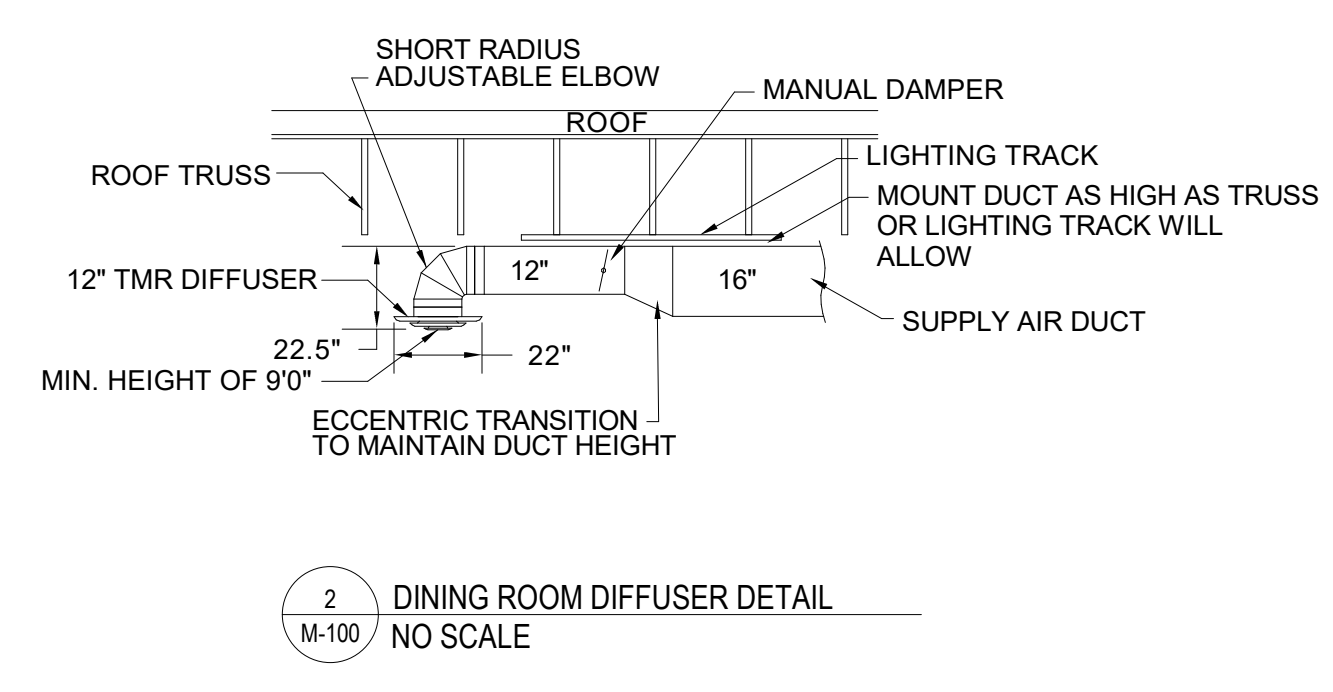 SHORT RADIUS
ADJUSTABLE ELBOW
MANUAL DAMPER
ROOF
LIGHTING TRACK
ROOF TRUSS
MOUNT DUCT AS HIGH AS TRUSS
OR LIGHTING TRACK WILL
ALLOW
12" TMR DIFFUSER
12"
16"
SUPPLY AIR DUCT
22.5"
22"
MIN. HEIGHT OF 9'0"
ECCENTRIC TRANSITION
TO MAINTAIN DUCT HEIGHT
2
DINING ROOM DIFFUSER DETAIL
M-100
NO SCALE